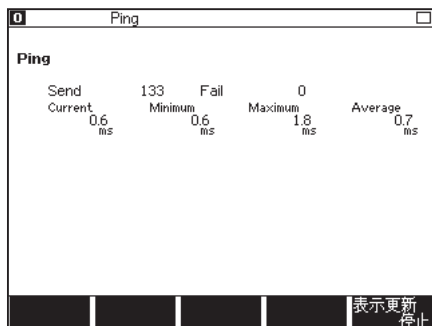 0 Ping
Ping
Send 133 Fail 0
Current Minimum Maximum Average
0.6 0.6 1.8 0.7
ms ms ms ms
表示更新
停止